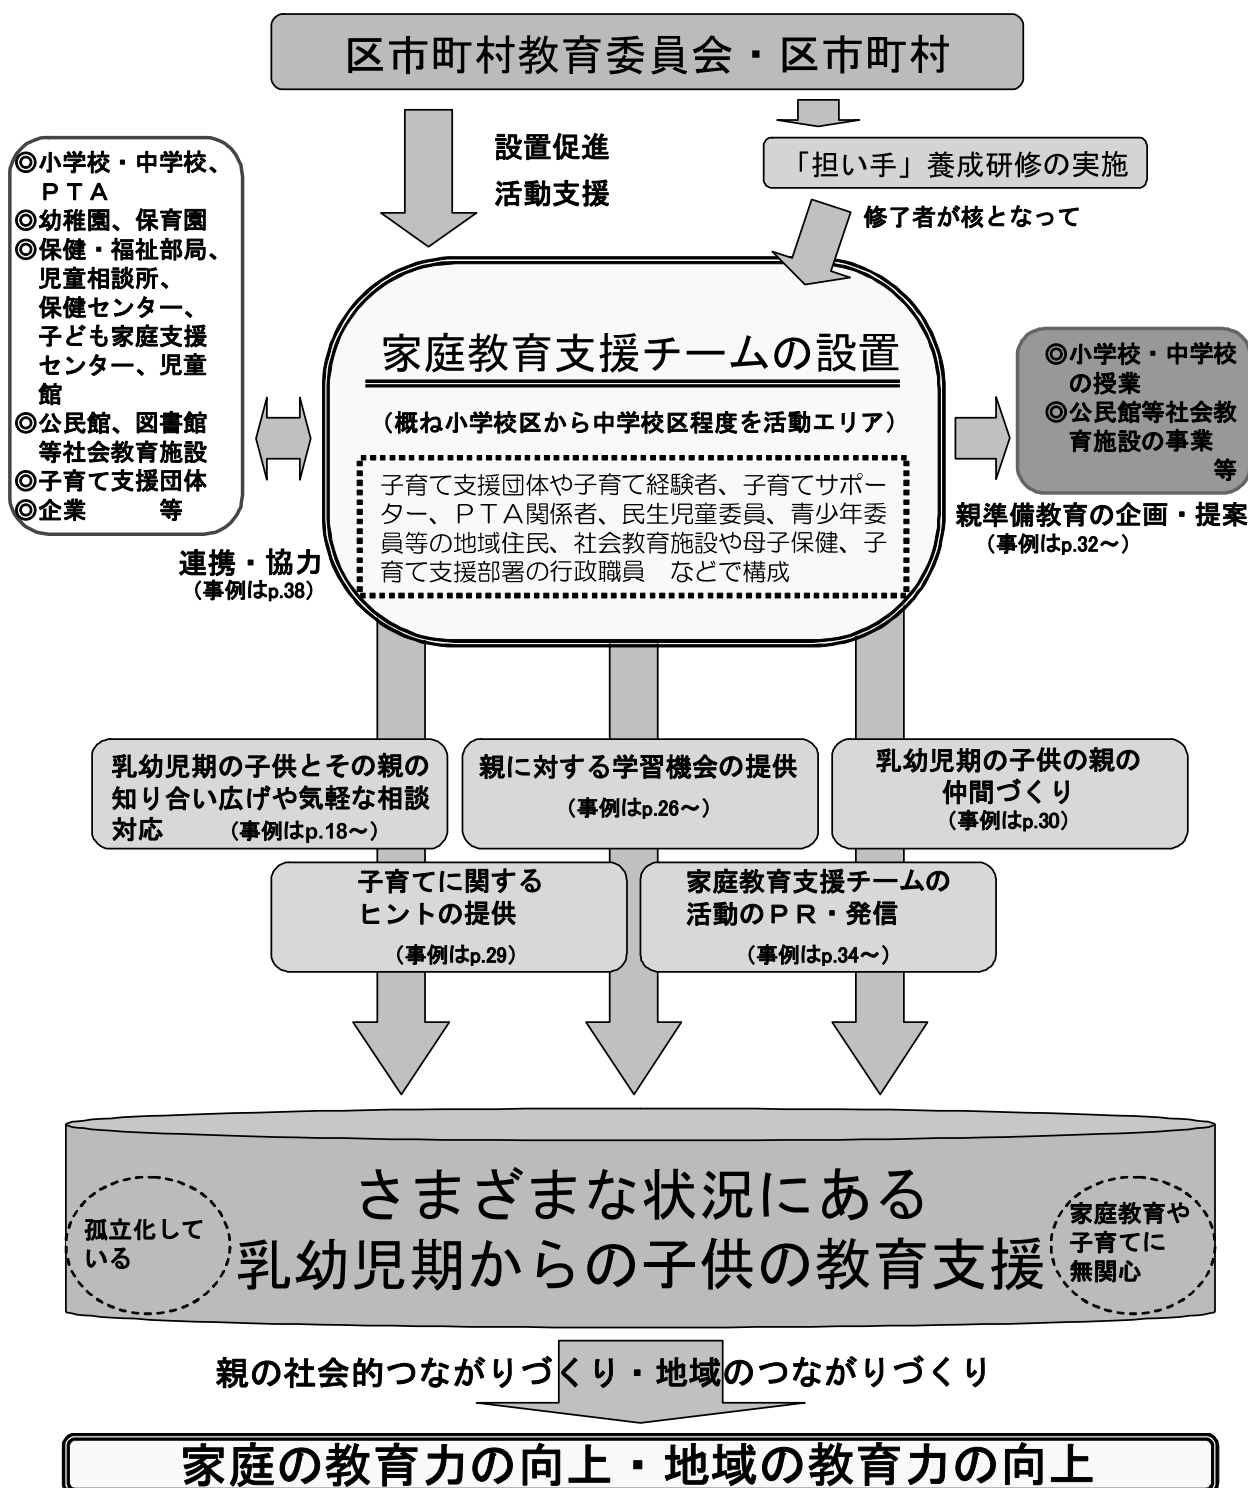 区市町村教育委員会・区市町村
設置促進
活動支援
「担い手」養成研修の実施
修了者が核となって
◎小学校・中学校、
ＰＴＡ
◎幼稚園、保育園
◎保健・福祉部局、
児童相談所、
保健センター、
子ども家庭支援
センター、児童
館
◎公民館、図書館
等社会教育施設
◎子育て支援団体
◎企業　　　等
連携・協力
（事例はp.38）
家庭教育支援チームの設置
（概ね小学校区から中学校区程度を活動エリア）
子育て支援団体や子育て経験者、子育てサポー
ター、ＰＴＡ関係者、民生児童委員、青少年委
員等の地域住民、社会教育施設や母子保健、子
育て支援部署の行政職員　などで構成
◎小学校・中学校
の授業
◎公民館等社会教
育施設の事業
等
親準備教育の企画・提案
（事例はp.32～）
乳幼児期の子供とその親の
知り合い広げや気軽な相談
対応　　（事例はp.18～）
親に対する学習機会の提供
（事例はp.26～）
乳幼児期の子供の親の
仲間づくり
（事例はp.30）
子育てに関する
ヒントの提供
（事例はp.29）
家庭教育支援チームの
活動のＰＲ・発信
（事例はp.34～）
さまざまな状況にある
乳幼児期からの子供の教育支援
孤立化して
いる
家庭教育や
子育てに
無関心
親の社会的つながりづくり・地域のつながりづくり
家庭の教育力の向上・地域の教育力の向上